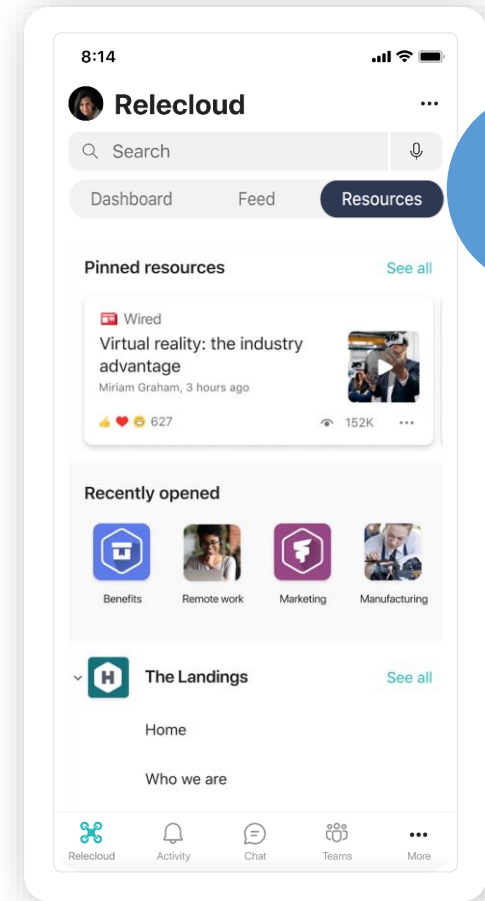 8:14
Relecloud
Search
Dashboard Feed Resources
Pinned resources See all
Wired
Virtual reality: the industry
advantage
Miriam Graham, 3 hours ago
627 152K
Recently opened
Benefits Remote work Marketing Manufacturing
H The Landings See all
Home
Who we are
Relecloud Activity Chat Teams More